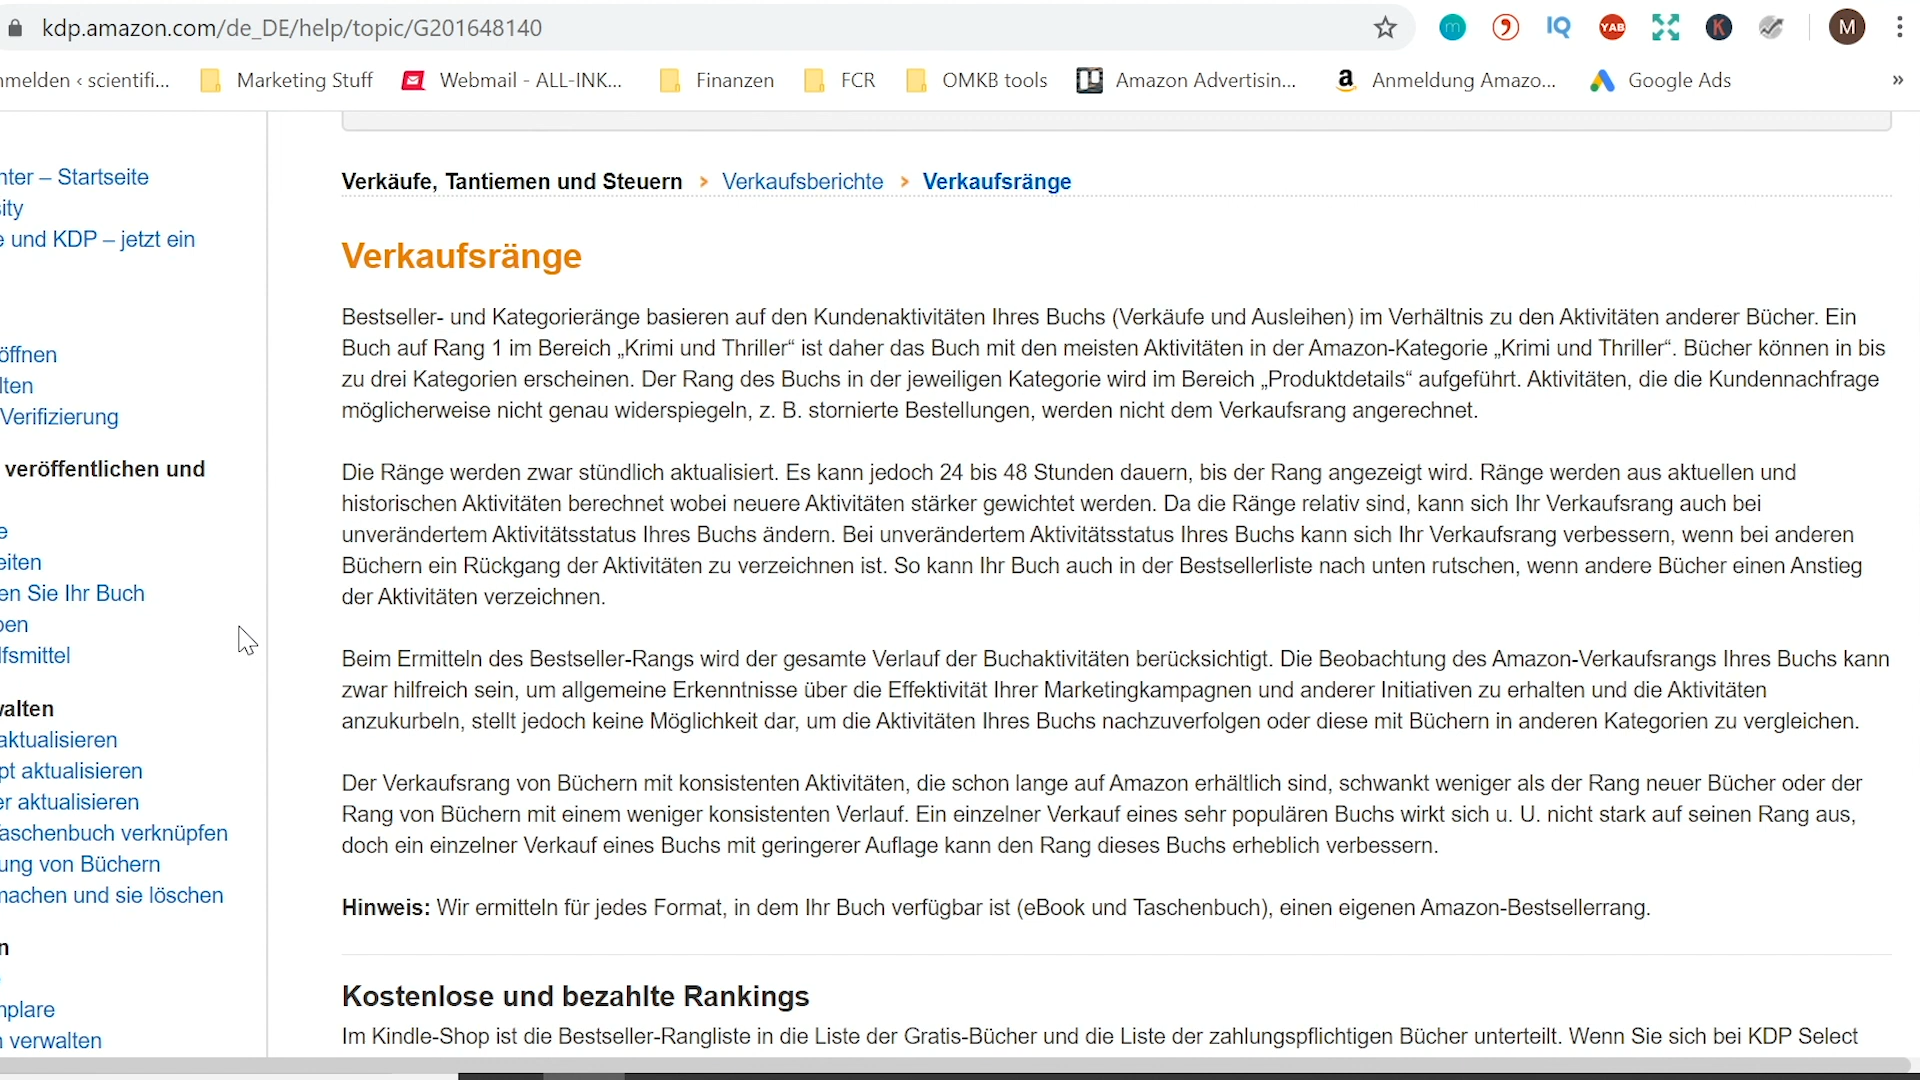 kdp.amazon.com/de_DE/help/topic/G201648140
IQ
YAB
K
M
nmelden ‹ scientifi...
Marketing Stuff
Webmail - ALL-INK...
Finanzen
FCR
OMKB tools
Amazon Advertisin...
Anmeldung Amazo...
Google Ads
»
nter – Startseite
sity
e und KDP – jetzt ein
öffnen
lten
Verifizierung
veröffentlichen und
e
eiten
en Sie Ihr Buch
ben
lfsmittel
valten
aktualisieren
pt aktualisieren
er aktualisieren
Taschenbuch verknüpfen
ung von Büchern
machen und sie löschen
n
nplare
n verwalten
Verkäufe, Tantiemen und Steuern › Verkaufsberichte › Verkaufsränge
Verkaufsränge
Bestseller- und Kategorieränge basieren auf den Kundenaktivitäten Ihres Buchs (Verkäufe und Ausleihen) im Verhältnis zu den Aktivitäten anderer Bücher. Ein
Buch auf Rang 1 im Bereich „Krimi und Thriller“ ist daher das Buch mit den meisten Aktivitäten in der Amazon-Kategorie „Krimi und Thriller“. Bücher können in bis
zu drei Kategorien erscheinen. Der Rang des Buchs in der jeweiligen Kategorie wird im Bereich „Produktdetails“ aufgeführt. Aktivitäten, die die Kundennachfrage
möglicherweise nicht genau widerspiegeln, z. B. stornierte Bestellungen, werden nicht dem Verkaufsrang angerechnet.
Die Ränge werden zwar stündlich aktualisiert. Es kann jedoch 24 bis 48 Stunden dauern, bis der Rang angezeigt wird. Ränge werden aus aktuellen und
historischen Aktivitäten berechnet wobei neuere Aktivitäten stärker gewichtet werden. Da die Ränge relativ sind, kann sich Ihr Verkaufsrang auch bei
unverändertem Aktivitätsstatus Ihres Buchs ändern. Bei unverändertem Aktivitätsstatus Ihres Buchs kann sich Ihr Verkaufsrang verbessern, wenn bei anderen
Büchern ein Rückgang der Aktivitäten zu verzeichnen ist. So kann Ihr Buch auch in der Bestsellerliste nach unten rutschen, wenn andere Bücher einen Anstieg
der Aktivitäten verzeichnen.
Beim Ermitteln des Bestseller-Rangs wird der gesamte Verlauf der Buchaktivitäten berücksichtigt. Die Beobachtung des Amazon-Verkaufsrangs Ihres Buchs kann
zwar hilfreich sein, um allgemeine Erkenntnisse über die Effektivität Ihrer Marketingkampagnen und anderer Initiativen zu erhalten und die Aktivitäten
anzukurbeln, stellt jedoch keine Möglichkeit dar, um die Aktivitäten Ihres Buchs nachzuverfolgen oder diese mit Büchern in anderen Kategorien zu vergleichen.
Der Verkaufsrang von Büchern mit konsistenten Aktivitäten, die schon lange auf Amazon erhältlich sind, schwankt weniger als der Rang neuer Bücher oder der
Rang von Büchern mit einem weniger konsistenten Verlauf. Ein einzelner Verkauf eines sehr populären Buchs wirkt sich u. U. nicht stark auf seinen Rang aus,
doch ein einzelner Verkauf eines Buchs mit geringerer Auflage kann den Rang dieses Buchs erheblich verbessern.
Hinweis: Wir ermitteln für jedes Format, in dem Ihr Buch verfügbar ist (eBook und Taschenbuch), einen eigenen Amazon-Bestsellerrang.
Kostenlose und bezahlte Rankings
Im Kindle-Shop ist die Bestseller-Rangliste in die Liste der Gratis-Bücher und die Liste der zahlungspflichtigen Bücher unterteilt. Wenn Sie sich bei KDP Select